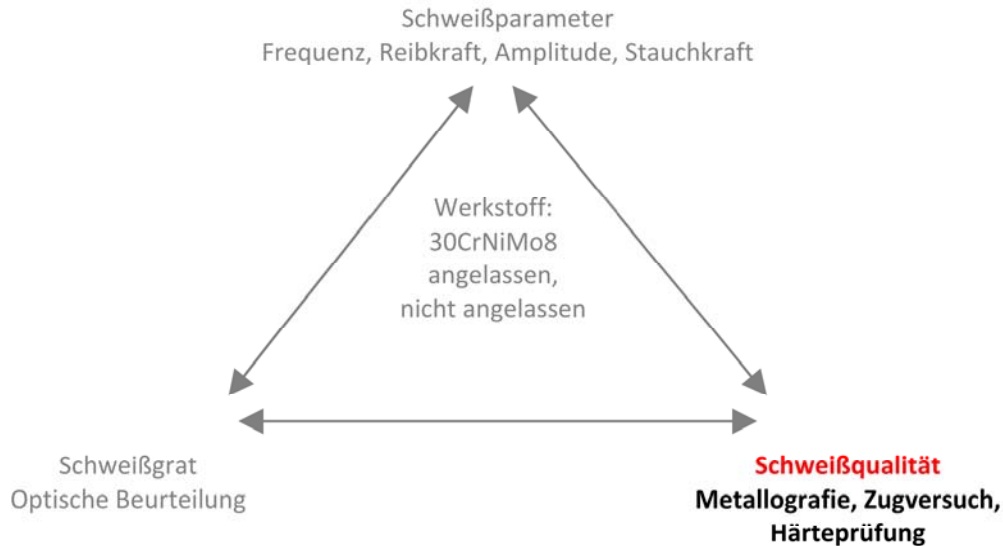 Schweißparameter
Frequenz, Reibkraft, Amplitude, Stauchkraft
Werkstoff:
30CrNiMo8
angelassen,
nicht angelassen
Schweißgrat
Optische Beurteilung
Schweißqualität
Metallografie, Zugversuch,
Härteprüfung